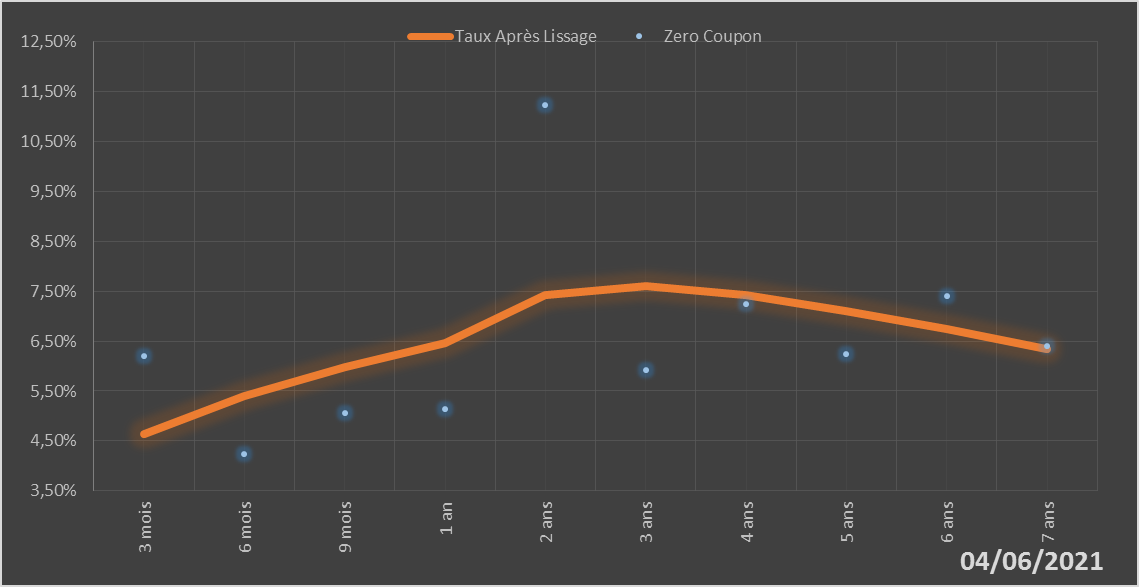 Taux Après Lissage
Zero Coupon
12,50%
11,50%
10,50%
9,50%
8,50%
7,50%
6,50%
5,50%
4,50%
3,50%
3 mois
6 mois
9 mois
1 an
2 ans
3 ans
4 ans
5 ans
6 ans
7 ans
04/06/2021